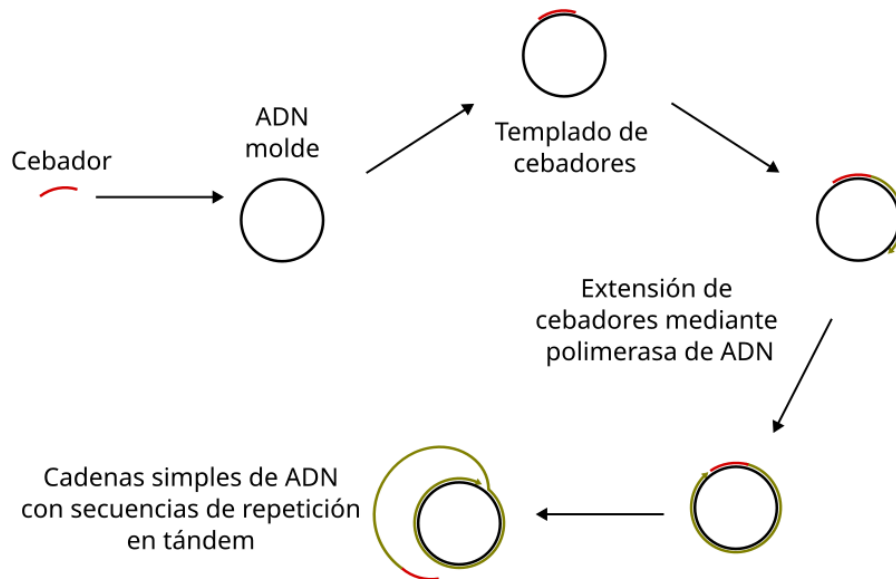 Cebador
ADN
molde
Templado de
cebadores
Extensión de
cebadores mediante
polimerasa de ADN
Cadenas simples de ADN
con secuencias de repetición
en tándem